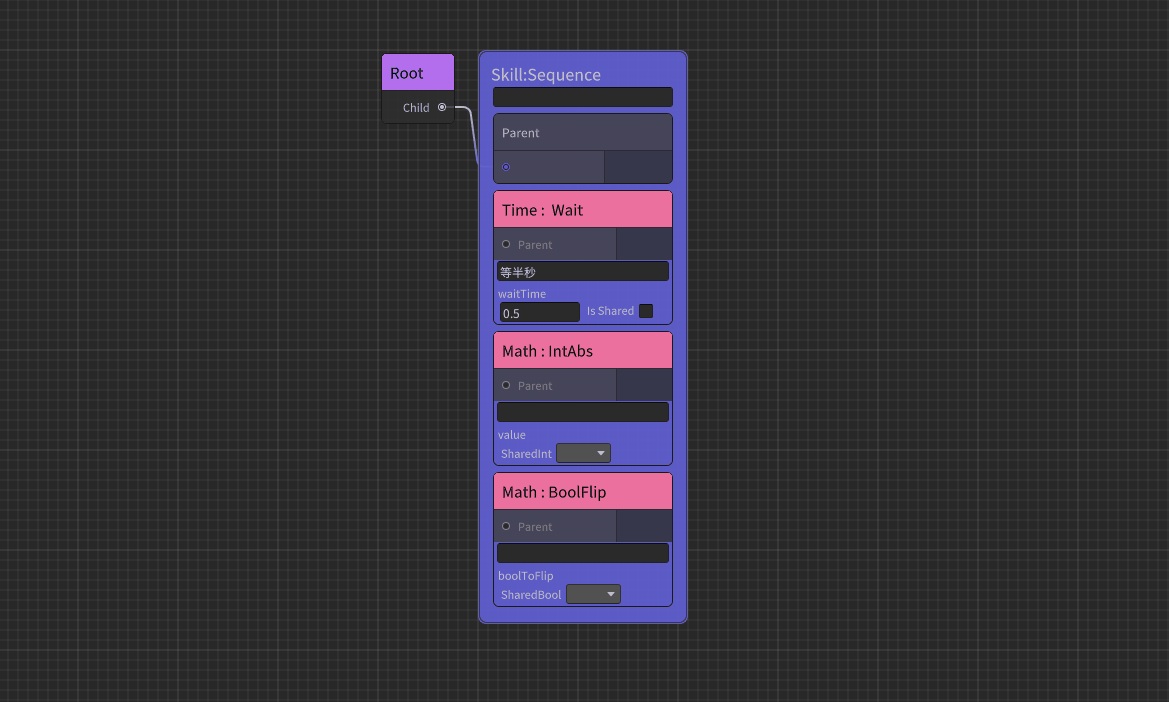 Root
Child
Skill:Sequence
Parent
Time : Wait
Parent
等半秒
waitTime
0.5 Is Shared
Math : IntAbs
Parent
value
SharedInt
Math : BoolFlip
Parent
boolToFlip
SharedBool